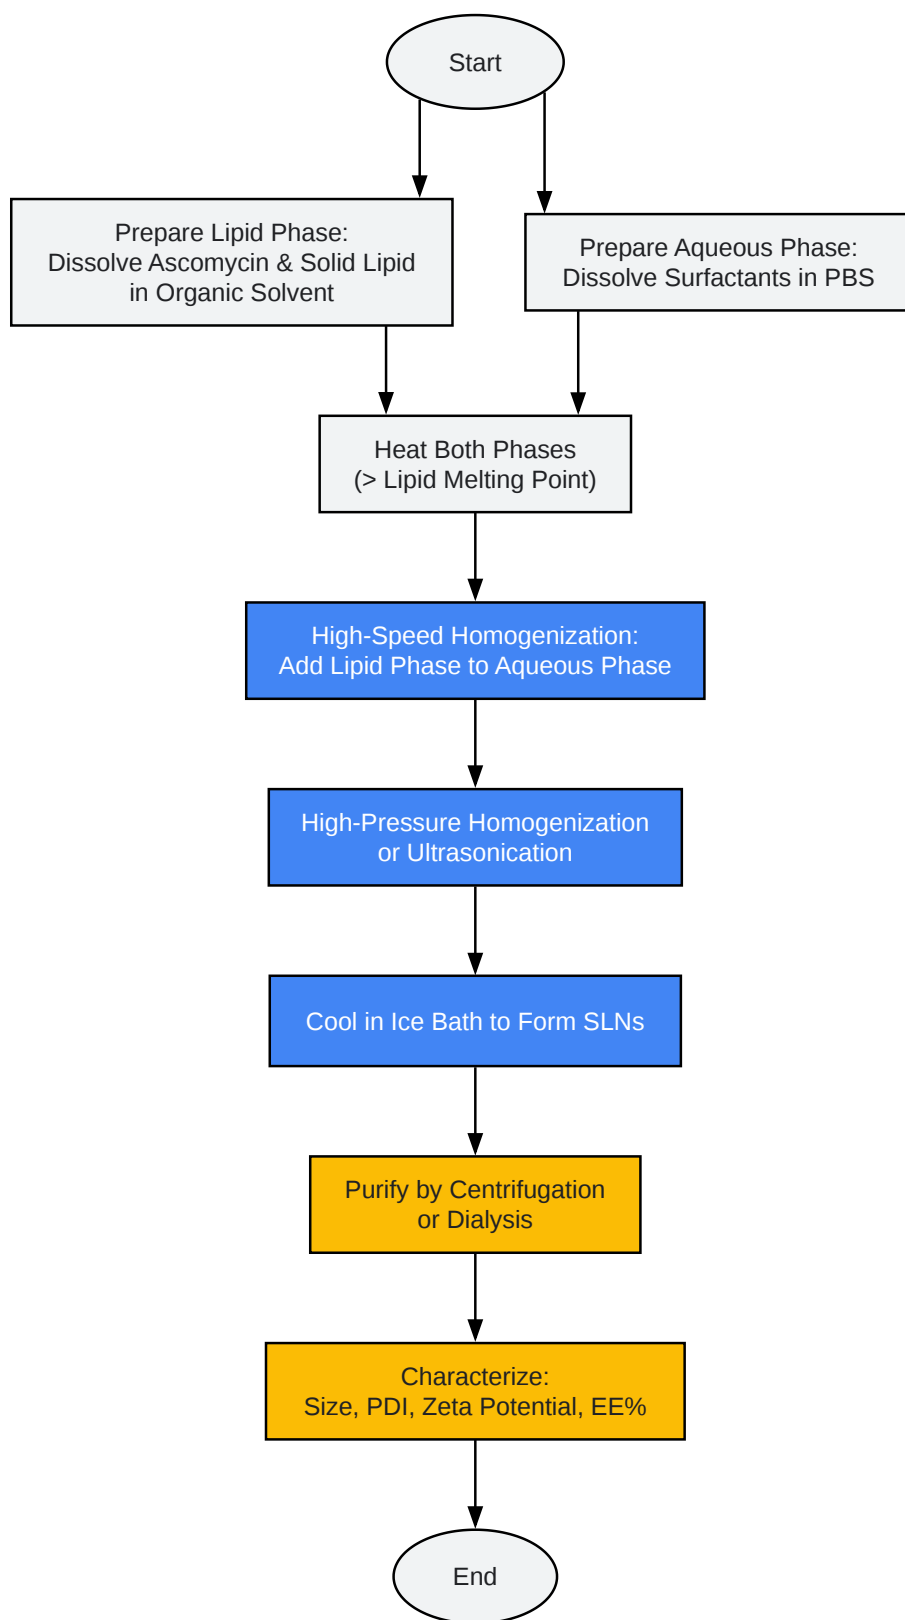 Start
Prepare Lipid Phase:
Dissolve Ascomycin & Solid Lipid
in Organic Solvent
Prepare Aqueous Phase:
Dissolve Surfactants in PBS
Heat Both Phases
(> Lipid Melting Point)
High-Speed Homogenization:
Add Lipid Phase to Aqueous Phase
High-Pressure Homogenization
or Ultrasonication
Cool in Ice Bath to Form SLNs
Purify by Centrifugation
or Dialysis
Characterize:
Size, PDI, Zeta Potential, EE%
End